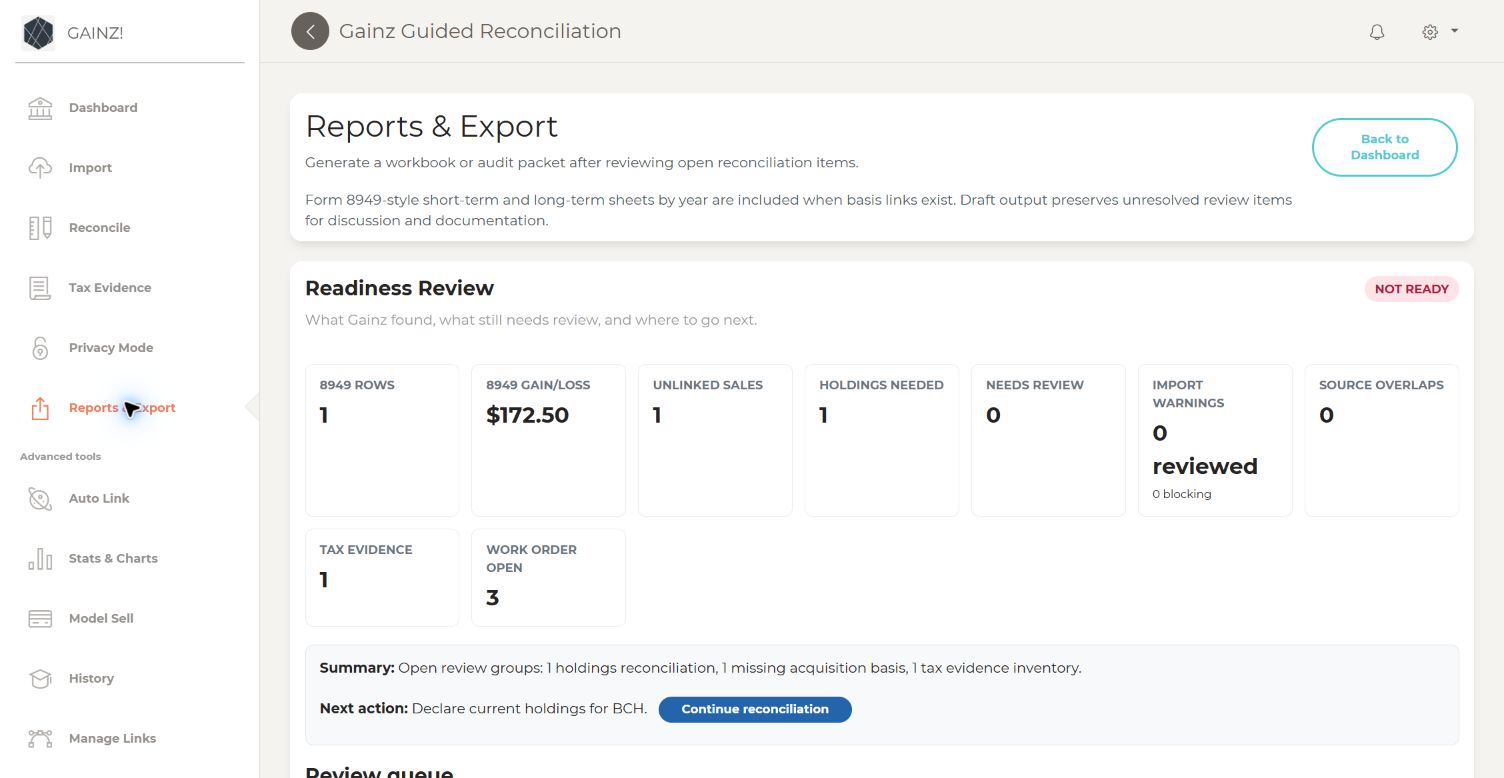 GAINZ!
Gainz Guided Reconciliation
Dashboard
Import
Reconcile
Tax Evidence
Privacy Mode
Reports & Export
Advanced tools
Auto Link
Stats & Charts
Model Sell
History
Manage Links
Reports & Export
Generate a workbook or audit packet after reviewing open reconciliation items.
Form 8949-style short-term and long-term sheets by year are included when basis links exist. Draft output preserves unresolved review items
for discussion and documentation.
Back to
Dashboard
Readiness Review
NOT READY
What Gainz found, what still needs review, and where to go next.
8949 ROWS
1
8949 GAIN/LOSS
$172.50
UNLINKED SALES
1
HOLDINGS NEEDED
1
NEEDS REVIEW
0
IMPORT
WARNINGS
0
reviewed
0 blocking
SOURCE OVERLAPS
0
TAX EVIDENCE
1
WORK ORDER
OPEN
3
Summary: Open review groups: 1 holdings reconciliation, 1 missing acquisition basis, 1 tax evidence inventory.
Next action: Declare current holdings for BCH. Continue reconciliation
Review queue